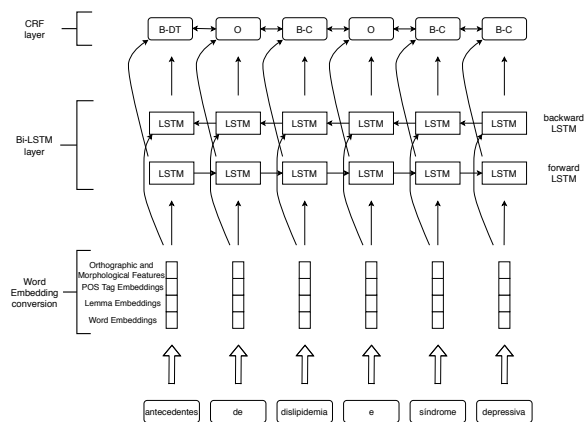 CRF
layer
B-DT O B-C O B-C B-C
Bi-LSTM
layer
LSTM LSTM LSTM LSTM LSTM LSTM
backward
LSTM
LSTM LSTM LSTM LSTM LSTM LSTM
forward
LSTM
Word
Embedding
conversion
Orthographic and
Morphological Features
POS Tag Embeddings
Lemma Embeddings
Word Embeddings
antecedentes de dislipidemia e síndrome depressiva